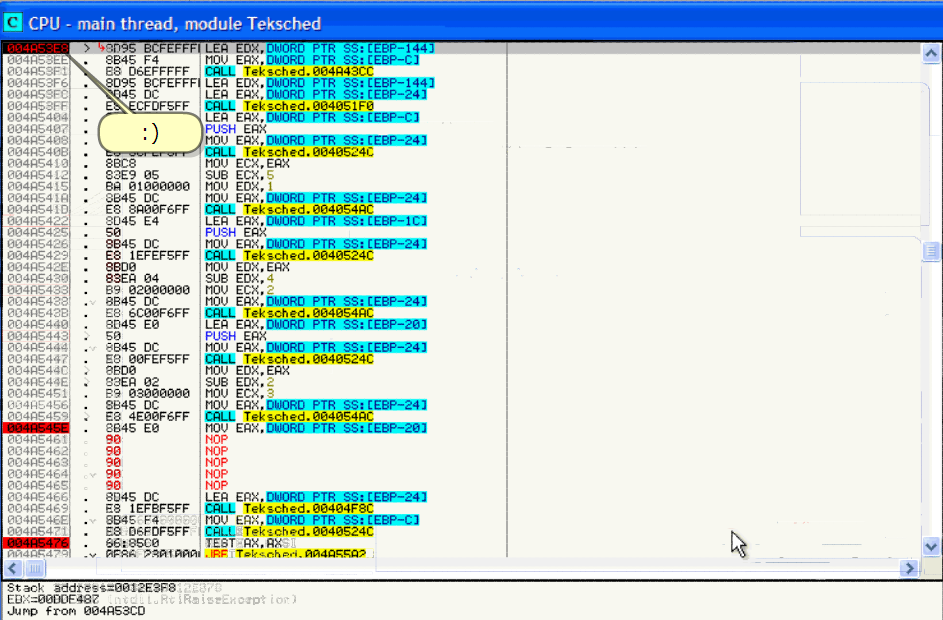 C CPU - main thread, module Teksched
004A53E8 > 8D95 BCFEFFFF LEA EDX,DWORD PTR SS:[EBP-144]
004A53EE . 8B45 F4 MOV EAX,DWORD PTR SS:[EBP-C]
004A53F1 . E8 D6EFFFFF CALL Teksched.004A43CC
004A53F6 . 8D95 BCFEFFFF LEA EDX,DWORD PTR SS:[EBP-144]
004A53FC . 8D45 DC LEA EAX,DWORD PTR SS:[EBP-24]
004A53FF . E8 ECFDF5FF CALL Teksched.004051F0
004A5404 . LEA EAX,DWORD PTR SS:[EBP-C]
004A5407 PUSH EAX
004A5408 MOV EAX,DWORD PTR SS:[EBP-24]
:)
004A540B CALL Teksched.0040524C
004A5410 . 8BC8 MOV ECX,EAX
004A5412 . 83E9 05 SUB ECX,5
004A5415 . BA 01000000 MOV EDX,1
004A541A . 8B45 DC MOV EAX,DWORD PTR SS:[EBP-24]
004A541D . E8 8A00F6FF CALL Teksched.004054AC
004A5422 . 8D45 E4 LEA EAX,DWORD PTR SS:[EBP-1C]
004A5425 . 50 PUSH EAX
004A5426 . 8B45 DC MOV EAX,DWORD PTR SS:[EBP-24]
004A5429 . E8 1EFEF5FF CALL Teksched.0040524C
004A542E . 8BD0 MOV EDX,EAX
004A5430 . 83EA 04 SUB EDX,4
004A5433 . B9 02000000 MOV ECX,2
004A5438 . 8B45 DC MOV EAX,DWORD PTR SS:[EBP-24]
004A543B . E8 6C00F6FF CALL Teksched.004054AC
004A5440 . 8D45 E0 LEA EAX,DWORD PTR SS:[EBP-20]
004A5443 . 50 PUSH EAX
004A5444 . 8B45 DC MOV EAX,DWORD PTR SS:[EBP-24]
004A5447 . E8 00FEF5FF CALL Teksched.0040524C
004A544C . 8BD0 MOV EDX,EAX
004A544E . 83EA 02 SUB EDX,2
004A5451 . B9 03000000 MOV ECX,3
004A5456 . 8B45 DC MOV EAX,DWORD PTR SS:[EBP-24]
004A5459 . E8 4E00F6FF CALL Teksched.004054AC
004A545E . 8B45 E0 MOV EAX,DWORD PTR SS:[EBP-20]
004A5461 90 NOP
004A5462 90 NOP
004A5463 90 NOP
004A5464 90 NOP
004A5465 90 NOP
004A5466 . 8D45 DC LEA EAX,DWORD PTR SS:[EBP-24]
004A5469 . E8 1EFBF5FF CALL Teksched.00404F8C
004A546E . 8B45 F4 MOV EAX,DWORD PTR SS:[EBP-C]
004A5471 . E8 D6FDF5FF CALL Teksched.0040524C
004A5476 . 66:85C0 TEST AX,AX
004A5479 . 0F86 2301000 JBE Teksched.004A55A2
Stack address=0012E3F8
EDX=00DDE487
Jump from 004A53CD